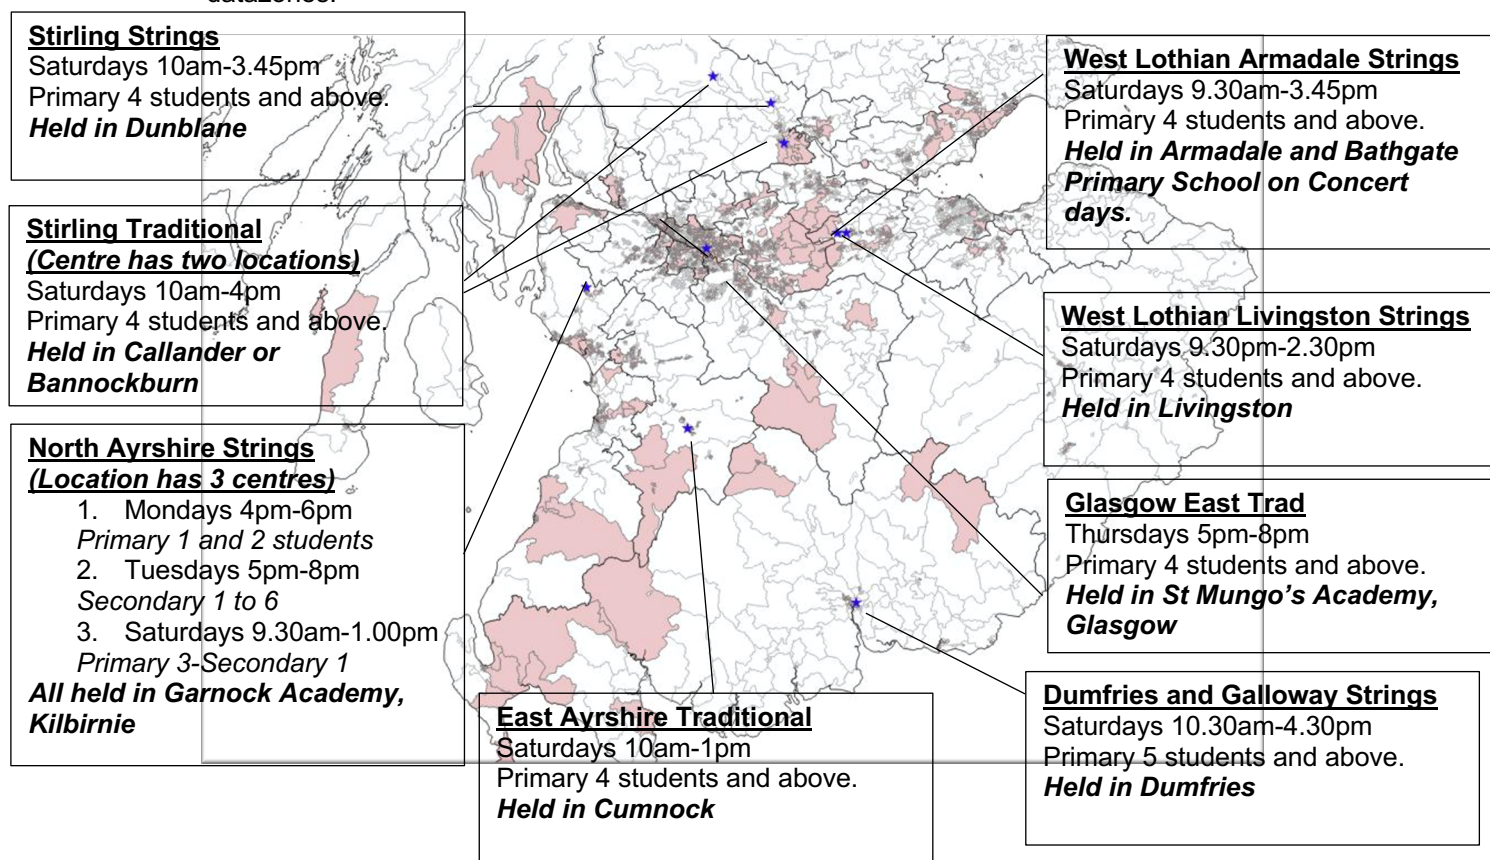 datazones.
Stirling Strings
Saturdays 10am-3.45pm
Primary 4 students and above.
Held in Dunblane
Stirling Traditional
(Centre has two locations)
Saturdays 10am-4pm
Primary 4 students and above.
Held in Callander or
Bannockburn
North Ayrshire Strings
(Location has 3 centres)
1. Mondays 4pm-6pm
Primary 1 and 2 students
2. Tuesdays 5pm-8pm
Secondary 1 to 6
3. Saturdays 9.30am-1.00pm
Primary 3-Secondary 1
All held in Garnock Academy,
Kilbirnie
East Ayrshire Traditional
Saturdays 10am-1pm
Primary 4 students and above.
Held in Cumnock
West Lothian Armadale Strings
Saturdays 9.30am-3.45pm
Primary 4 students and above.
Held in Armadale and Bathgate
Primary School on Concert
days.
West Lothian Livingston Strings
Saturdays 9.30pm-2.30pm
Primary 4 students and above.
Held in Livingston
Glasgow East Trad
Thursdays 5pm-8pm
Primary 4 students and above.
Held in St Mungo's Academy,
Glasgow
Dumfries and Galloway Strings
Saturdays 10.30am-4.30pm
Primary 5 students and above.
Held in Dumfries